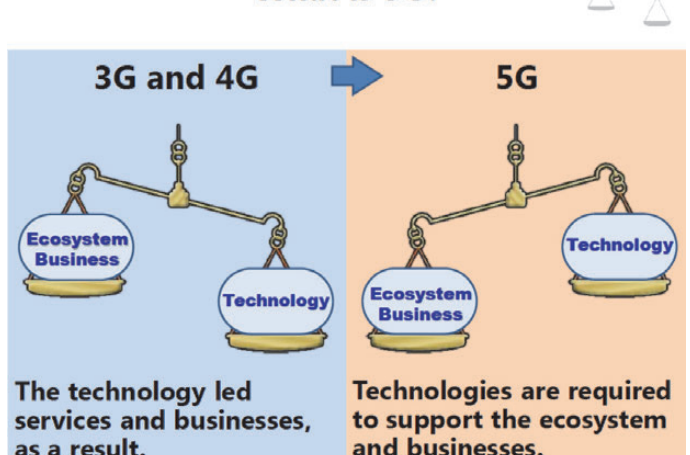 3G and 4G
5G
Ecosystem
Business
Technology
Ecosystem
Business
Technology
The technology led
services and businesses,
as a result.
Technologies are required
to support the ecosystem
and businesses.